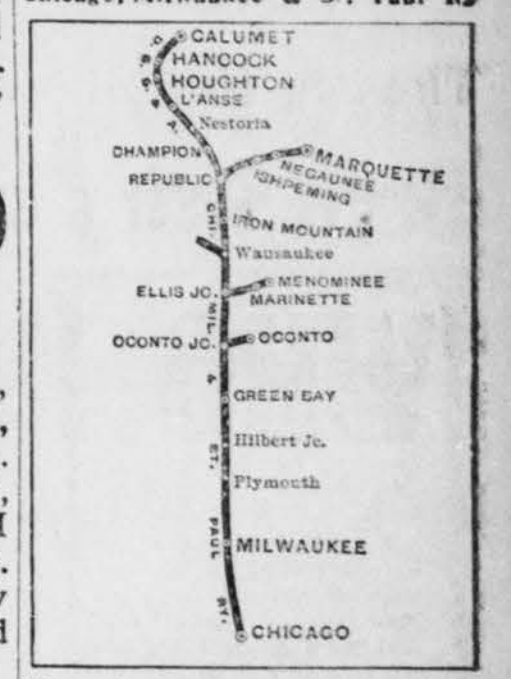 CALUMET
HANCOCK
HOUGHTON
L'ANSE
Nestoria
CHAMPION
MARQUETTE
REPUBLIC
NEGAUNEE
ISHPEMING
IRON MOUNTAIN
Wausaukee
MENOMINEE
ELLIS JC.
MARINETTE
OCONTO JC.
OCONTO
GREEN BAY
Hilbert Jc.
Plymouth
MILWAUKEE
CHICAGO
CHI. MIL. & ST. PAUL RY.